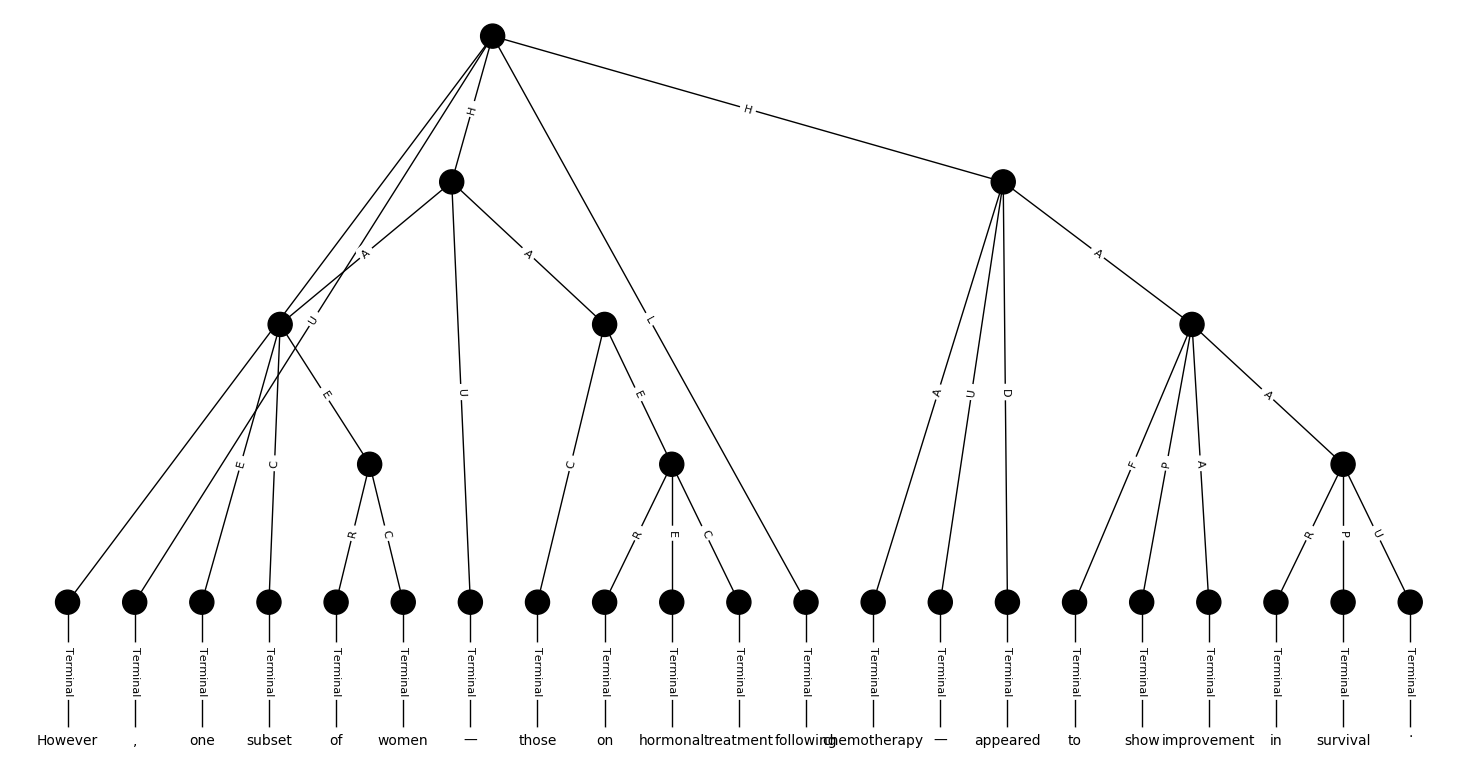 H
H
A
A
A
U
L
E
U
E
A
U
D
A
E
C
C
F
P
A
R
C
R
E
C
R
P
U
Terminal Terminal Terminal Terminal Terminal Terminal Terminal Terminal Terminal Terminal Terminal Terminal Terminal Terminal Terminal Terminal Terminal Terminal Terminal Terminal Terminal
However , one subset of women — those on hormonal treatment following chemotherapy — appeared to show improvement in survival .